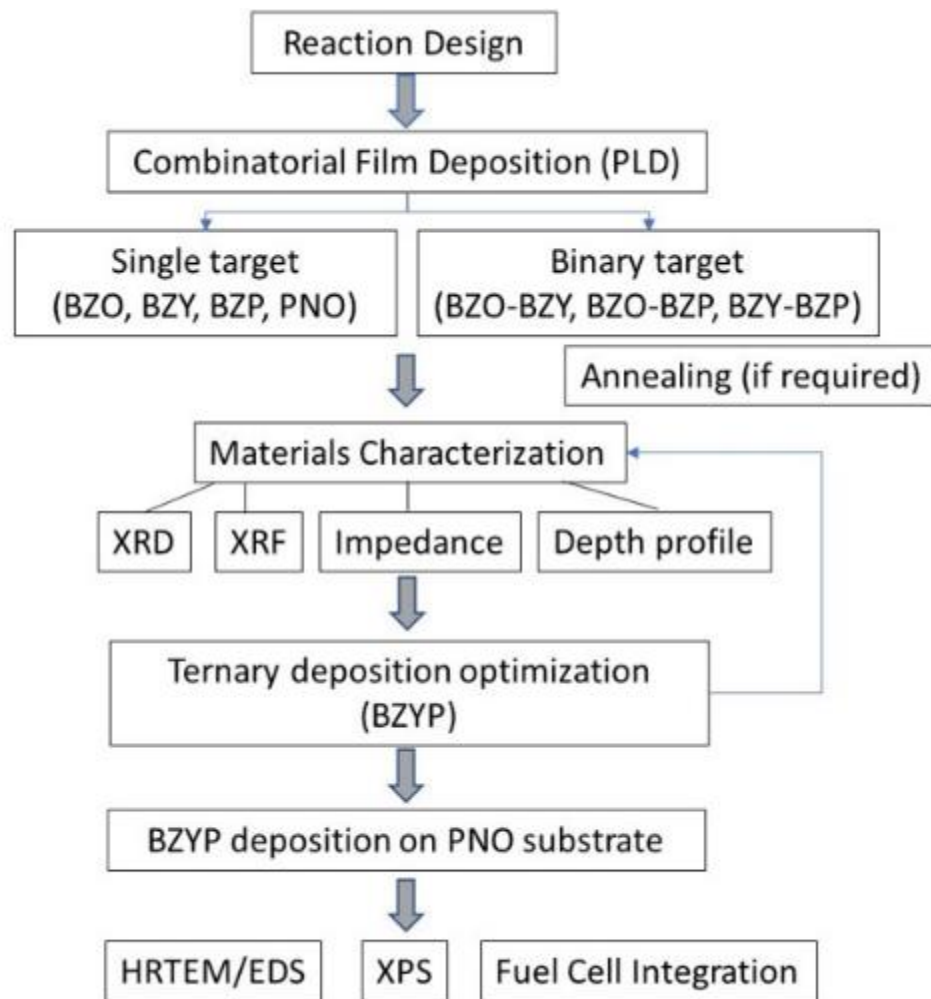 Reaction Design
Combinatorial Film Deposition (PLD)
Single target
(BZO, BZY, BZP, PNO)
Binary target
(BZO-BZY, BZO-BZP, BZY-BZP)
Annealing (if required)
Materials Characterization
XRD
XRF
Impedance
Depth profile
Ternary deposition optimization
(BZYP)
BZYP deposition on PNO substrate
HRTEM/EDS
XPS
Fuel Cell Integration